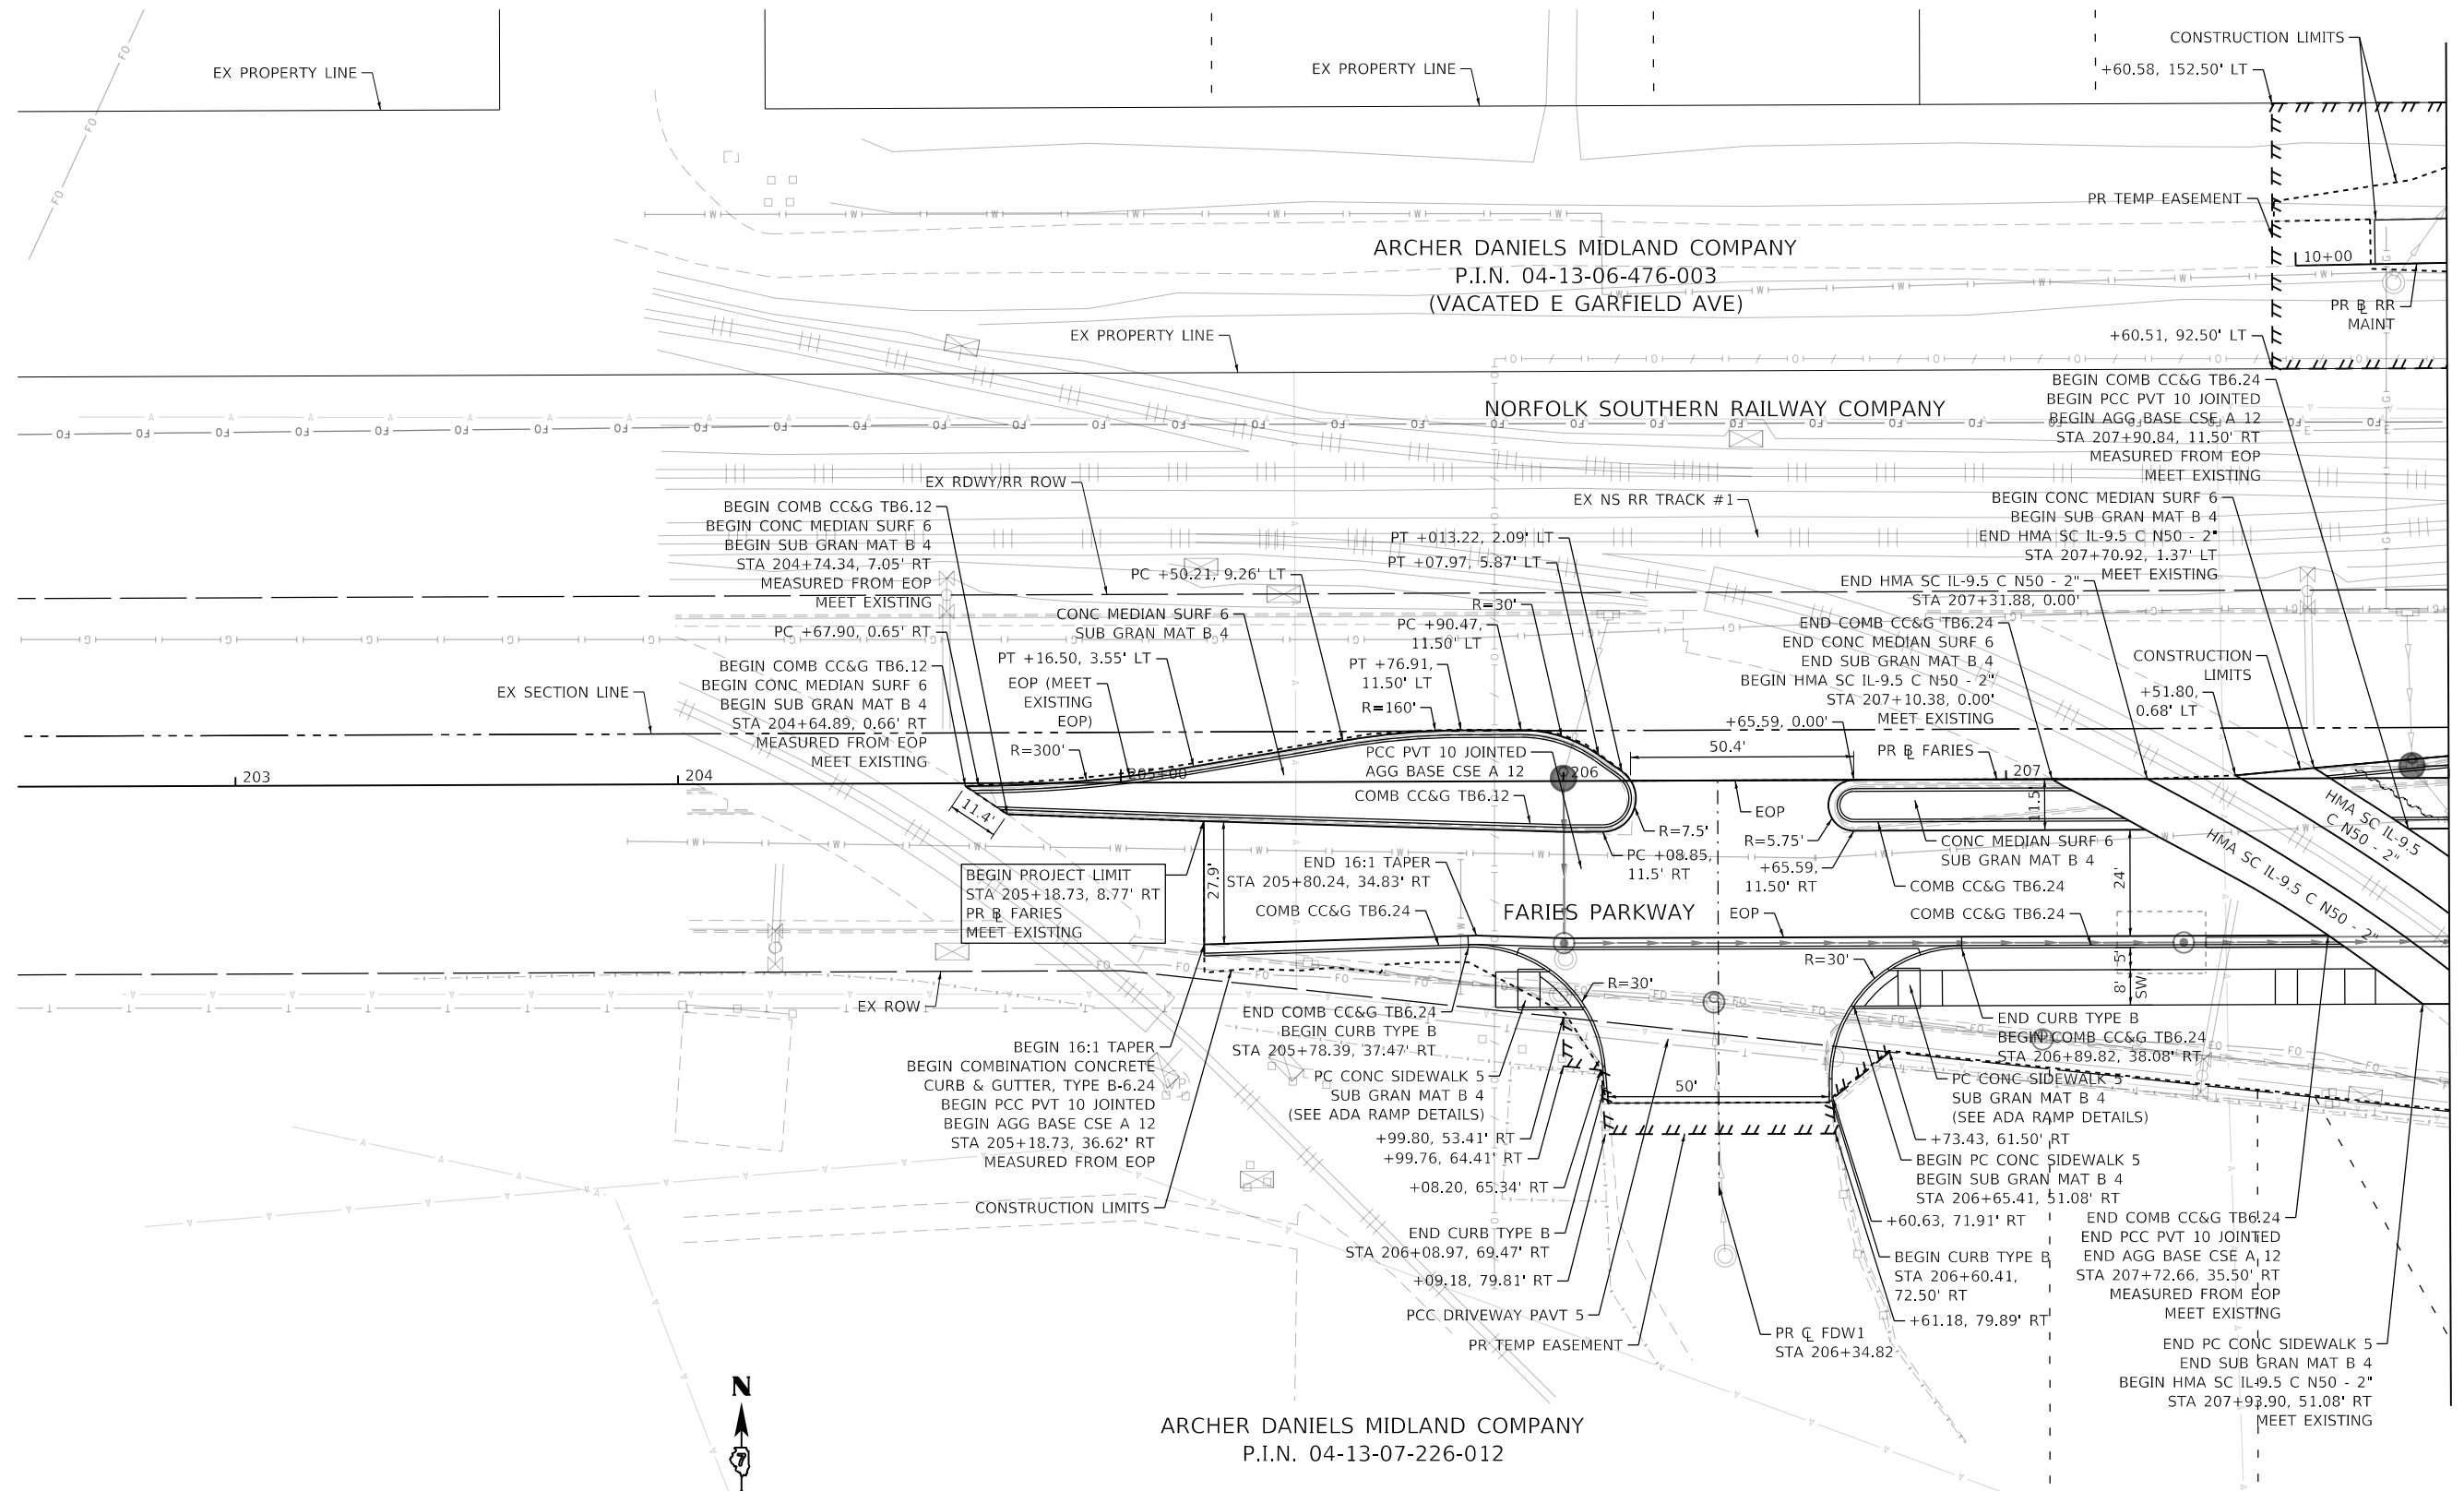 CONSTRUCTION LIMITS
+60.58, 152.50' LT
EX PROPERTY LINE
EX PROPERTY LINE
PR TEMP EASEMENT
ARCHER DANIELS MIDLAND COMPANY
P.I.N. 04-13-06-476-003
(VACATED E GARFIELD AVE)
10+00
PR BL RR
MAINT
EX PROPERTY LINE
+60.51, 92.50' LT
NORFOLK SOUTHERN RAILWAY COMPANY
BEGIN COMB CC&G TB6.24
BEGIN PCC PVT 10 JOINTED
BEGIN AGG BASE CSE A 12
STA 207+90.84, 11.50' RT
MEASURED FROM EOP
MEET EXISTING
EX RDWY/RR ROW
EX NS RR TRACK #1
BEGIN COMB CC&G TB6.12
BEGIN CONC MEDIAN SURF 6
BEGIN SUB GRAN MAT B 4
STA 204+74.34, 7.05' RT
MEASURED FROM EOP
MEET EXISTING
BEGIN CONC MEDIAN SURF 6
BEGIN SUB GRAN MAT B 4
END HMA SC IL-9.5 C N50 - 2"
STA 207+70.92, 1.37' LT
MEET EXISTING
PT +013.22, 2.09' LT
PT +07.97, 5.87' LT
PC +50.21, 9.26' LT
END HMA SC IL-9.5 C N50 - 2"
STA 207+31.88, 0.00'
CONC MEDIAN SURF 6
SUB GRAN MAT B 4
R=30'
PC +90.47,
11.50' LT
PC +67.90, 0.65' RT
END COMB CC&G TB6.24
END CONC MEDIAN SURF 6
END SUB GRAN MAT B 4
BEGIN HMA SC IL-9.5 C N50 - 2"
STA 207+10.38, 0.00'
MEET EXISTING
PT +16.50, 3.55' LT
PT +76.91,
11.50' LT
BEGIN COMB CC&G TB6.12
BEGIN CONC MEDIAN SURF 6
BEGIN SUB GRAN MAT B 4
STA 204+64.89, 0.66' RT
MEASURED FROM EOP
MEET EXISTING
CONSTRUCTION
LIMITS
+51.80,
0.68' LT
EX SECTION LINE
EOP (MEET
EXISTING
EOP)
R=160'
+65.59, 0.00'
R=300'
PCC PVT 10 JOINTED
AGG BASE CSE A 12
50.4'
PR BL FARIES
203
204
205+00
206
207
COMB CC&G TB6.12
11.4'
EOP
11.5'
HMA SC IL-9.5
C N50 - 2"
R=7.5'
R=5.75'
CONC MEDIAN SURF 6
SUB GRAN MAT B 4
HMA SC IL-9.5 C N50 - 2"
PC +08.85,
11.5' RT
+65.59,
11.50' RT
END 16:1 TAPER
STA 205+80.24, 34.83' RT
BEGIN PROJECT LIMIT
STA 205+18.73, 8.77' RT
PR BL FARIES
MEET EXISTING
27.9'
24'
COMB CC&G TB6.24
COMB CC&G TB6.24
FARIES PARKWAY
EOP
COMB CC&G TB6.24
R=30'
5'
8'
SW
R=30'
EX ROW
END COMB CC&G TB6.24
BEGIN CURB TYPE B
STA 205+78.39, 37.47' RT
END CURB TYPE B
BEGIN COMB CC&G TB6.24
STA 206+89.82, 38.08' RT
BEGIN 16:1 TAPER
BEGIN COMBINATION CONCRETE
CURB & GUTTER, TYPE B-6.24
BEGIN PCC PVT 10 JOINTED
BEGIN AGG BASE CSE A 12
STA 205+18.73, 36.62' RT
MEASURED FROM EOP
PC CONC SIDEWALK 5
SUB GRAN MAT B 4
(SEE ADA RAMP DETAILS)
50'
PC CONC SIDEWALK 5
SUB GRAN MAT B 4
(SEE ADA RAMP DETAILS)
+99.80, 53.41' RT
+99.76, 64.41' RT
+73.43, 61.50' RT
+08.20, 65.34' RT
BEGIN PC CONC SIDEWALK 5
BEGIN SUB GRAN MAT B 4
STA 206+65.41, 51.08' RT
CONSTRUCTION LIMITS
+60.63, 71.91' RT
END CURB TYPE B
STA 206+08.97, 69.47' RT
+09.18, 79.81' RT
BEGIN CURB TYPE B
STA 206+60.41,
72.50' RT
END COMB CC&G TB6.24
END PCC PVT 10 JOINTED
END AGG BASE CSE A 12
STA 207+72.66, 35.50' RT
MEASURED FROM EOP
MEET EXISTING
PCC DRIVEWAY PAVT 5
+61.18, 79.89' RT
PR TEMP EASEMENT
PR CL FDW1
STA 206+34.82
END PC CONC SIDEWALK 5
END SUB GRAN MAT B 4
BEGIN HMA SC IL-9.5 C N50 - 2"
STA 207+93.90, 51.08' RT
MEET EXISTING
N
7
ARCHER DANIELS MIDLAND COMPANY
P.I.N. 04-13-07-226-012